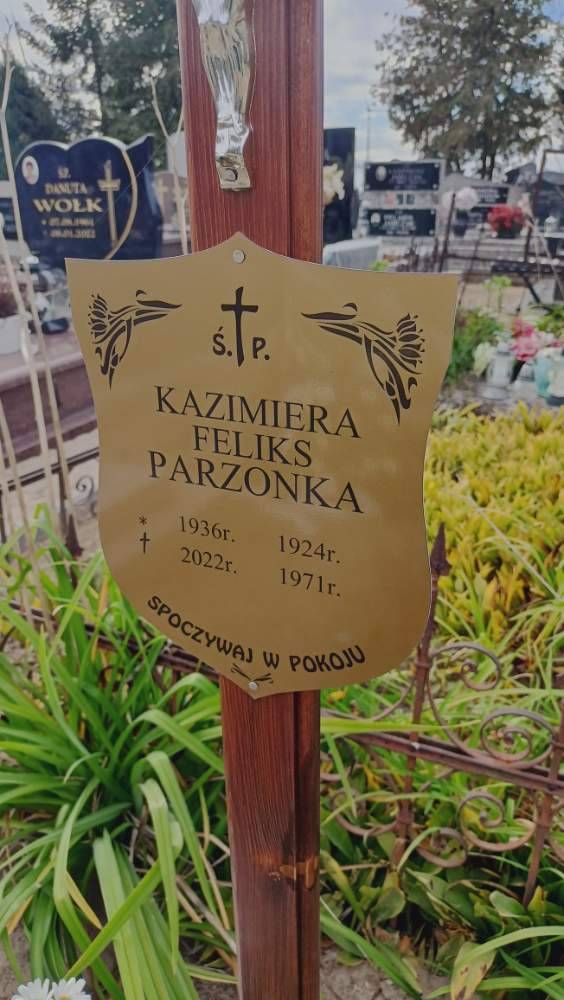 Ś. P.
KAZIMIERA
FELIKS
PARZONKA
* 1936r. 1924r.
† 2022r. 1971r.
SPOCZYWAJ W POKOJU
DANUTA
WOŁK